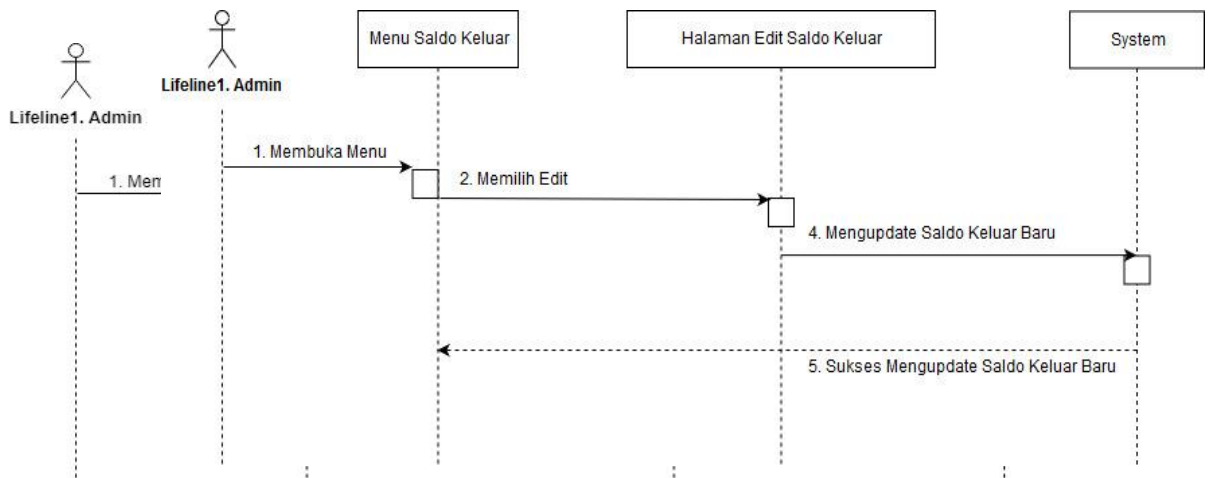 Menu Saldo Keluar
Halaman Edit Saldo Keluar
System
Lifeline1. Admin
Lifeline1. Admin
1. Membuka Menu
1. Mem
2. Memilih Edit
4. Mengupdate Saldo Keluar Baru
5. Sukses Mengupdate Saldo Keluar Baru